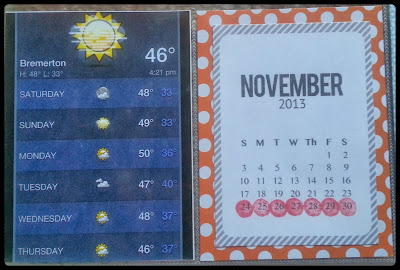 46°
Bremerton
H: 48° L: 33°
4:21 pm
SATURDAY 48° 33°
SUNDAY 49° 33°
MONDAY 50° 36°
TUESDAY 47° 40°
WEDNESDAY 48° 37°
THURSDAY 46° 37°
NOVEMBER
2013
S M T W Th F S
1 2
3 4 5 6 7 8 9
10 11 12 13 14 15 16
17 18 19 20 21 22 23
24 25 26 27 28 29 30